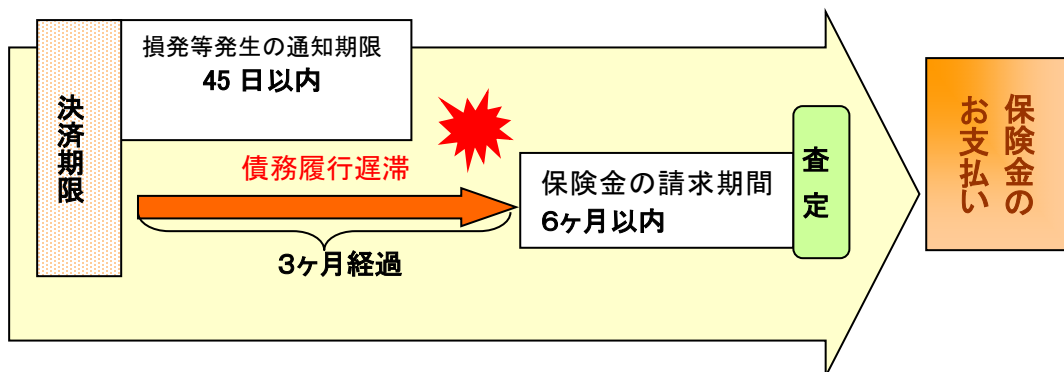 決済期限
損発等発生の通知期限
45日以内
債務履行遅滞
3ヶ月経過
保険金の請求期間
6ヶ月以内
査定
保険金の
お支払い